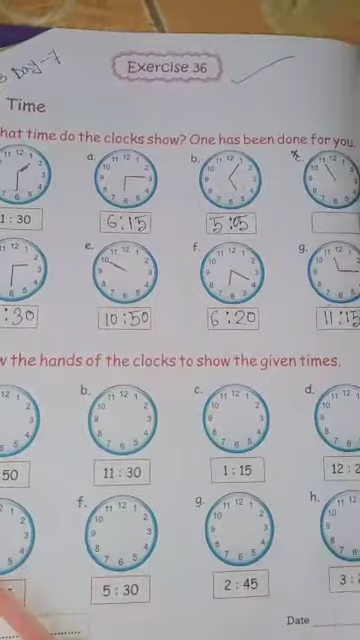 Day-7
Exercise 36
Time
hat time do the clocks show? One has been done for you.
a. b. c.
1 : 30 6:15 5:05
e. f. g.
:30 10:50 6:20 11:15
w the hands of the clocks to show the given times.
b. c. d.
50 11 : 30 1 : 15 12 : 2
f. g. h.
5 : 30 2 : 45 3 :
Date